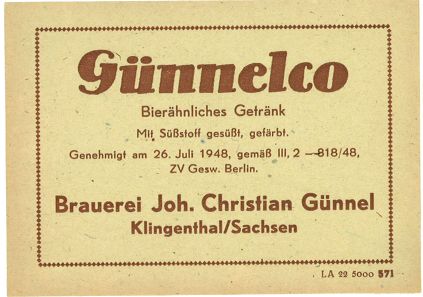 Günnelco
Bierähnliches Getränk
Mit Süßstoff gesüßt, gefärbt.
Genehmigt am 26. Juli 1948, gemäß III, 2 —818/48,
ZV Gesw. Berlin.
Brauerei Joh. Christian Günnel
Klingenthal/Sachsen
LA 22 5000 571